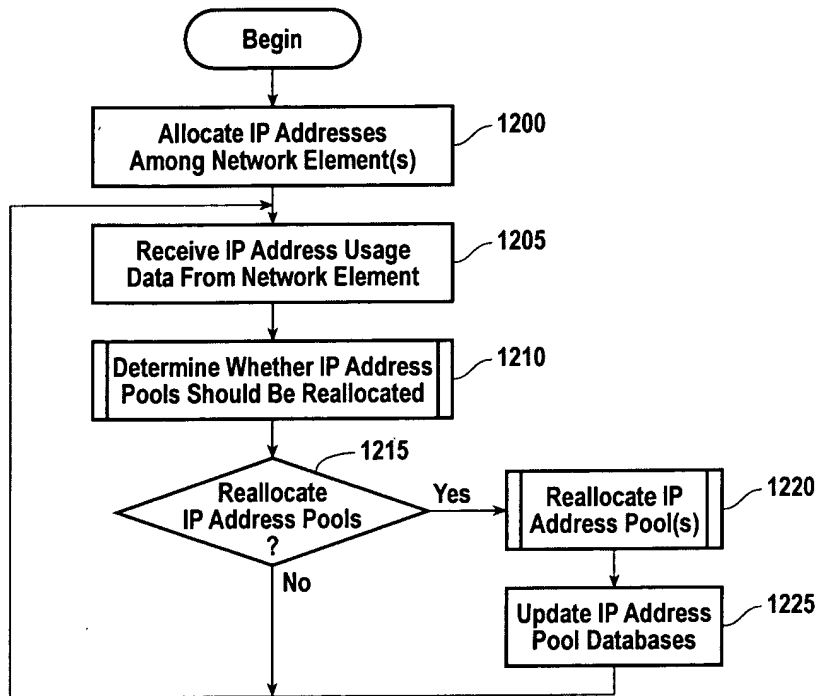 Begin
Allocate IP Addresses
Among Network Element(s)
1200
Receive IP Address Usage
Data From Network Element
1205
Determine Whether IP Address
Pools Should Be Reallocated
1210
1215
Reallocate
IP Address Pools
?
Yes
No
Reallocate IP
Address Pool(s)
1220
Update IP Address
Pool Databases
1225